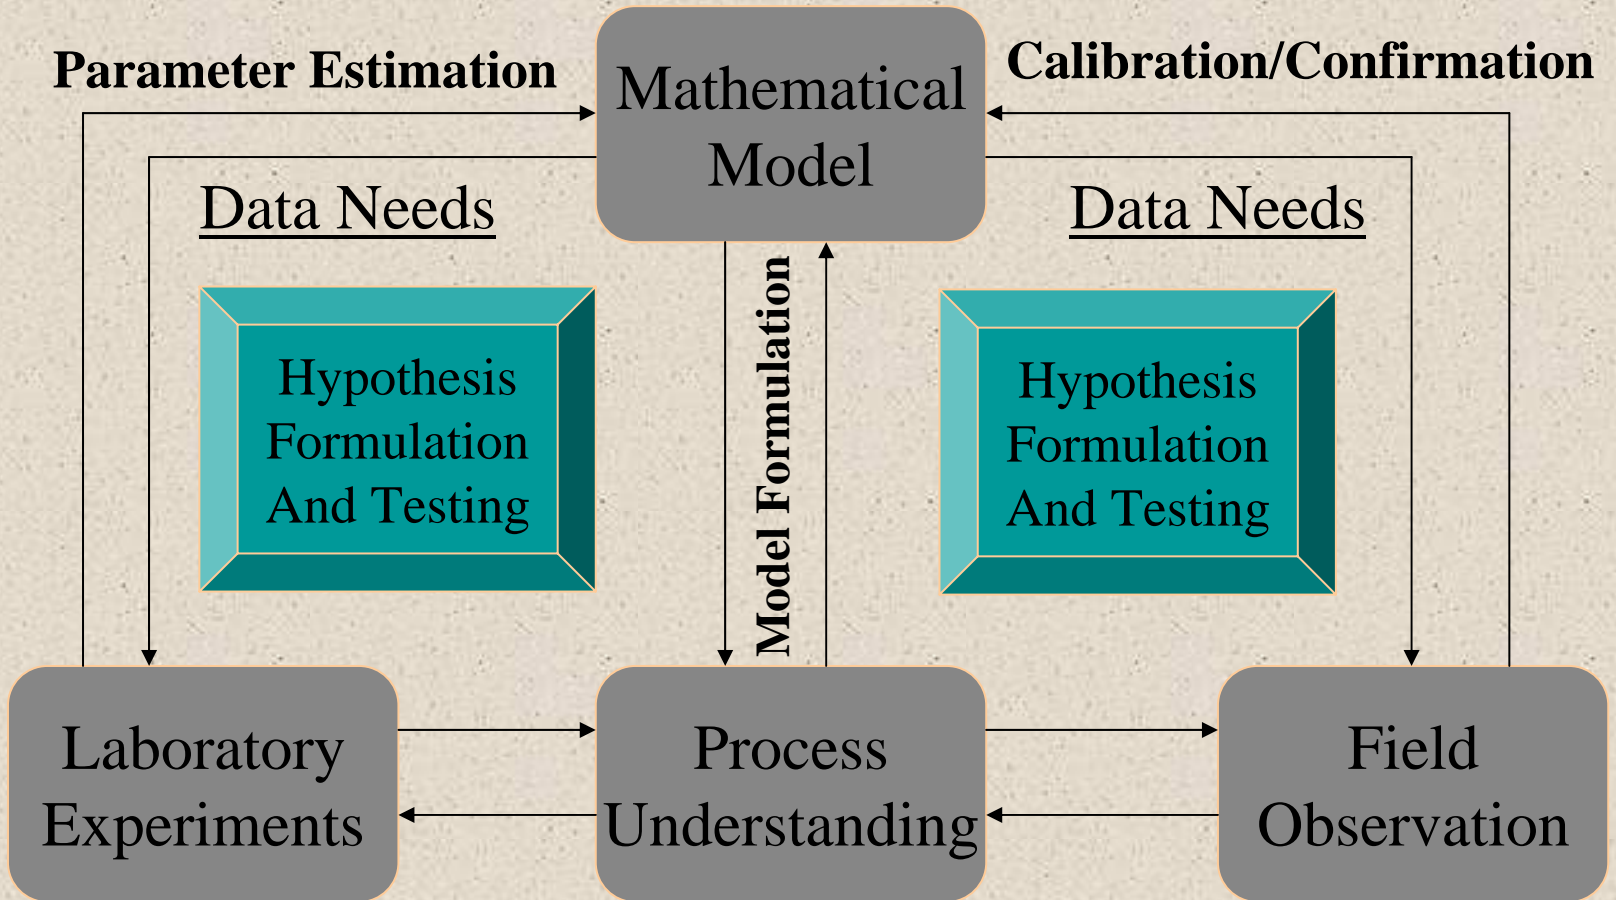 Parameter Estimation
Calibration/Confirmation
Mathematical
Model
Data Needs
Data Needs
Hypothesis
Formulation
And Testing
Model Formulation
Hypothesis
Formulation
And Testing
Laboratory
Experiments
Process
Understanding
Field
Observation